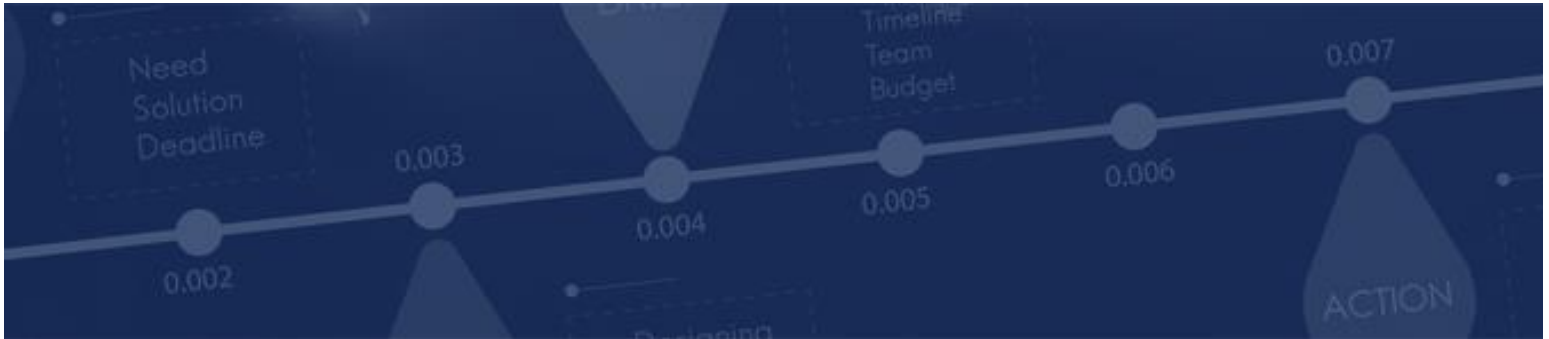 Need
Solution
Deadline
0.002
0.003
0.004
Timeline
Team
Budget
0.005
0.006
0.007
Designing
ACTION